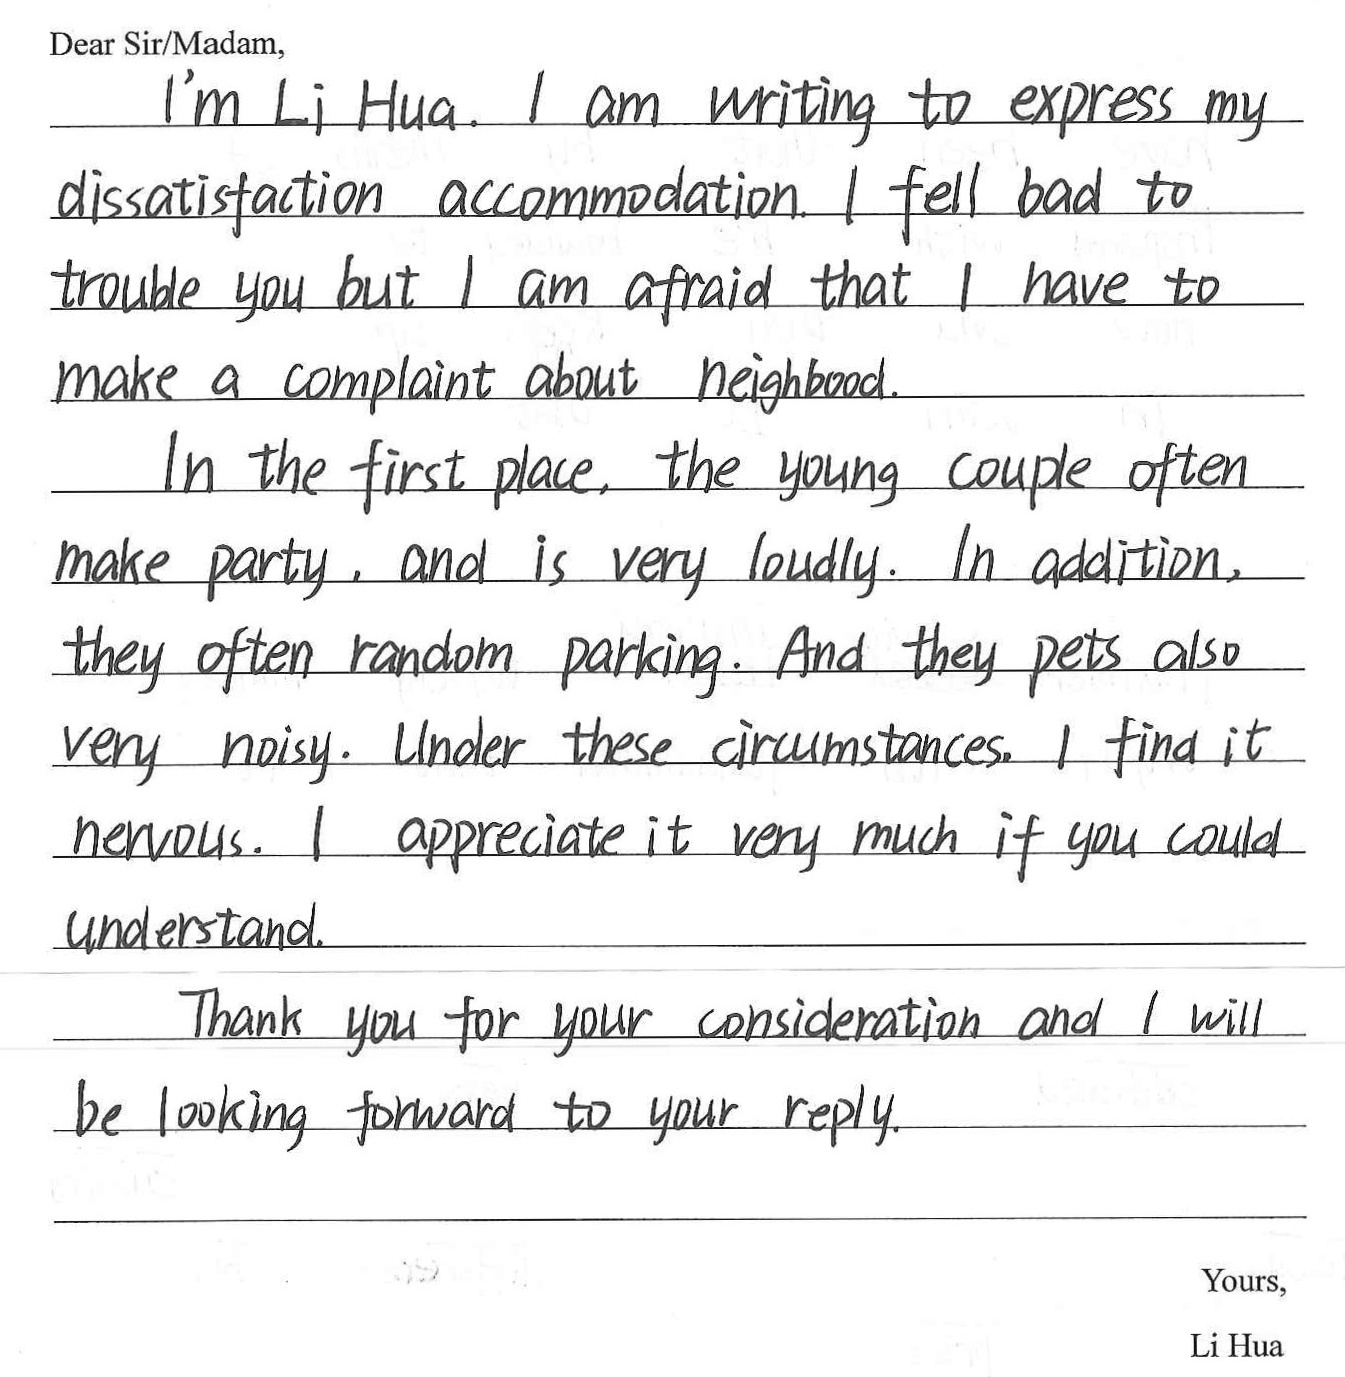 Dear Sir/Madam,
I'm Li Hua. I am writing to express my
dissatisfaction accommodation. I fell bad to
trouble you but I am afraid that I have to
make a complaint about neighbood.
In the first place, the young couple often
make party, and is very loudly. In addition,
they often random parking. And they pets also
very noisy. Under these circumstances. I find it
nervous. I appreciate it very much if you could
understand.
Thank you for your consideration and I will
be looking forward to your reply.
Yours,
Li Hua